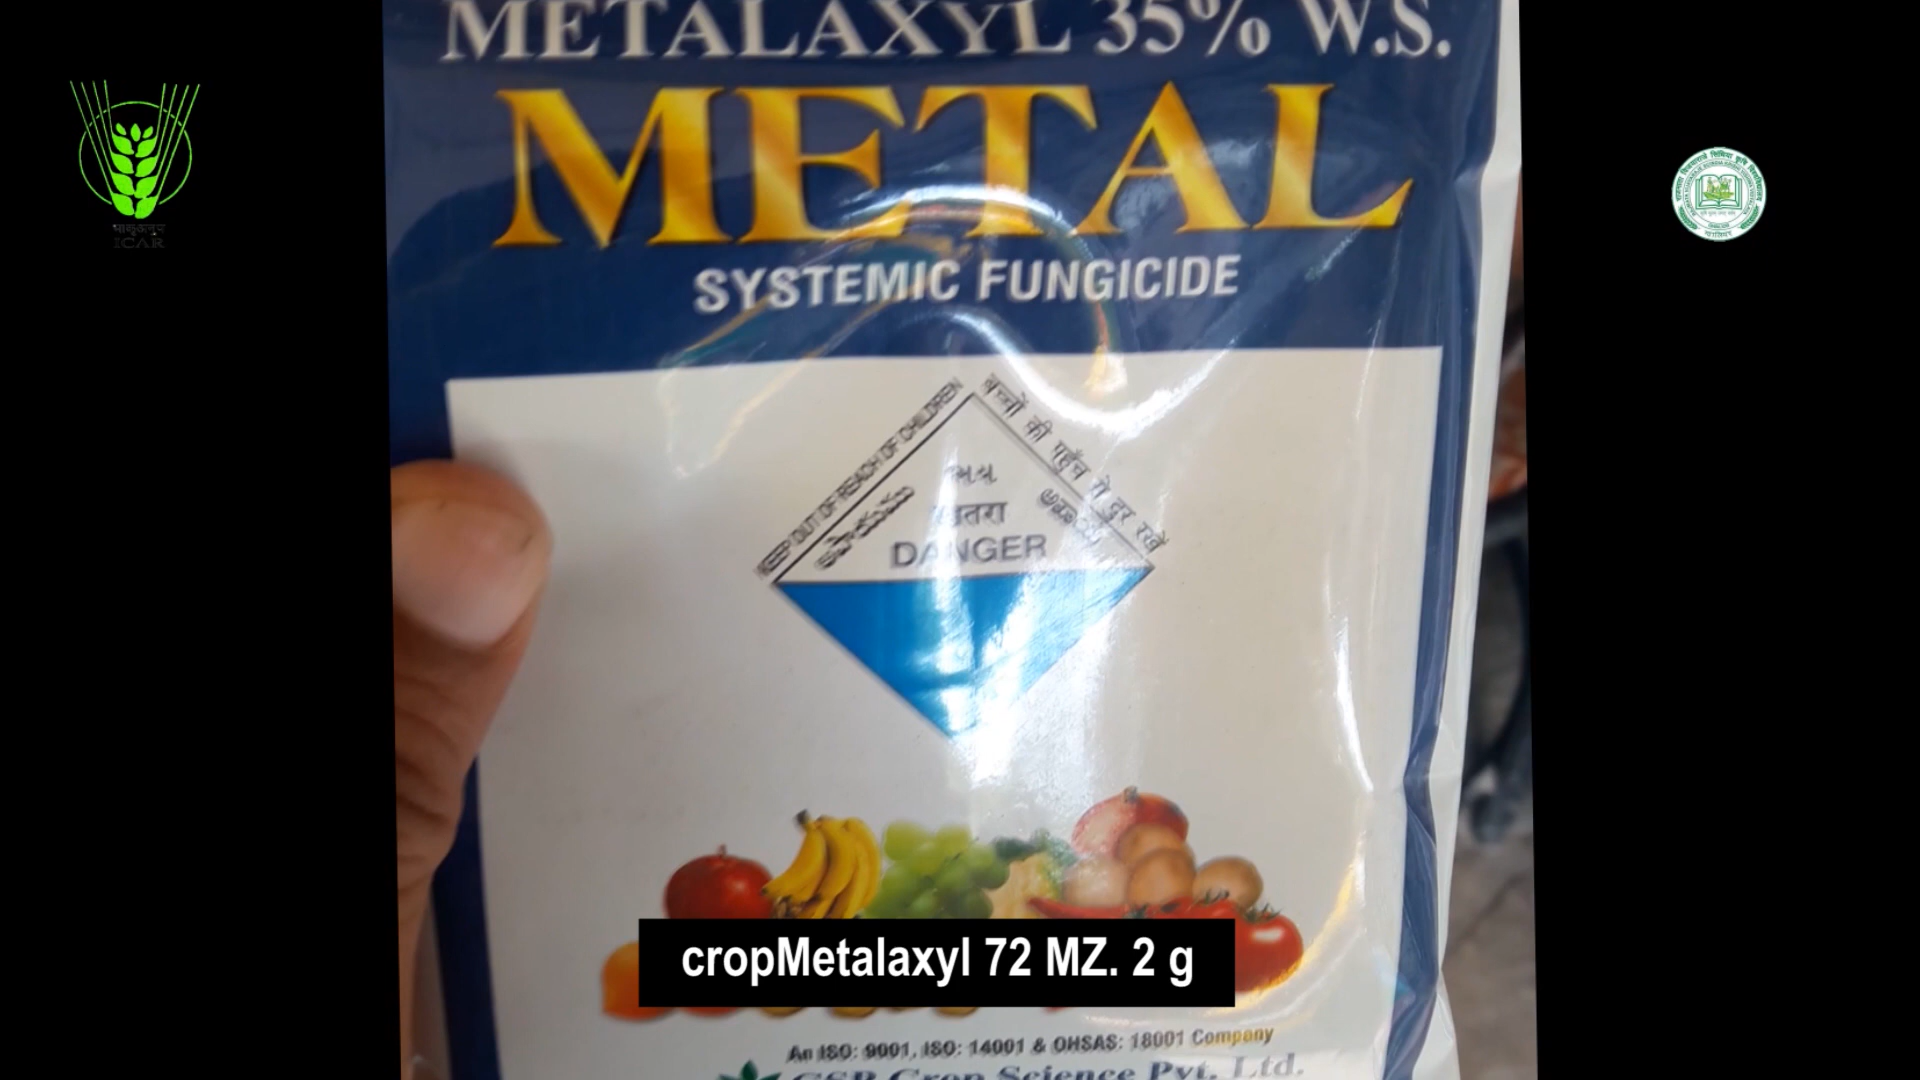 METALAXYL 35% W.S.
METAL
SYSTEMIC FUNGICIDE
KEEP OUT OF REACH OF CHILDREN
बच्चों की पहुँच से दूर रखें
खतरा
DANGER
ICAR
cropMetalaxyl 72 MZ. 2 g
An ISO: 9001, ISO: 14001 & OHSAS: 18001 Company
Crop Science Pvt. Ltd.